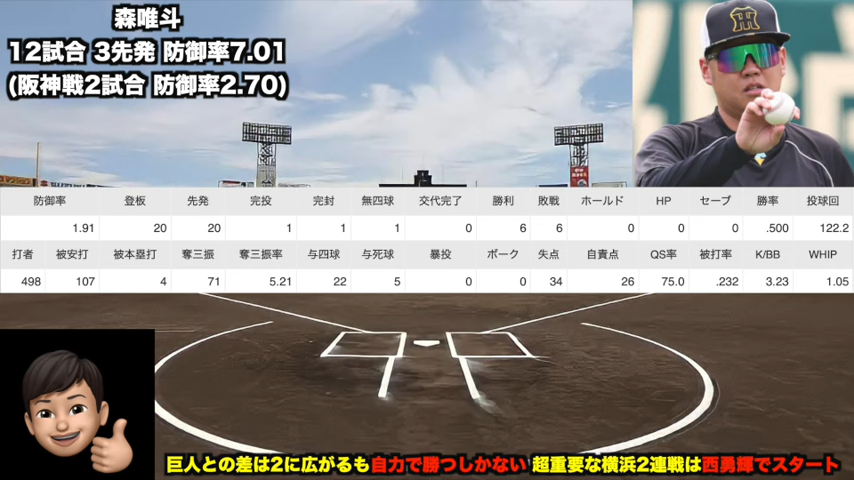 森唯斗
12試合 3先発 防御率7.01
(阪神戦2試合 防御率2.70)
防御率 登板 先発 完投 完封 無四球 交代完了 勝利 敗戦 ホールド HP セーブ 勝率 投球回
1.91 20 20 1 1 1 0 6 6 0 0 0 .500 122.2
打者 被安打 被本塁打 奪三振 奪三振率 与四球 与死球 暴投 ボーク 失点 自責点 QS率 被打率 K/BB WHIP
498 107 4 71 5.21 22 5 0 0 34 26 75.0 .232 3.23 1.05
巨人との差は2に広がるも自力で勝つしかない 超重要な横浜2連戦は西勇輝でスタート